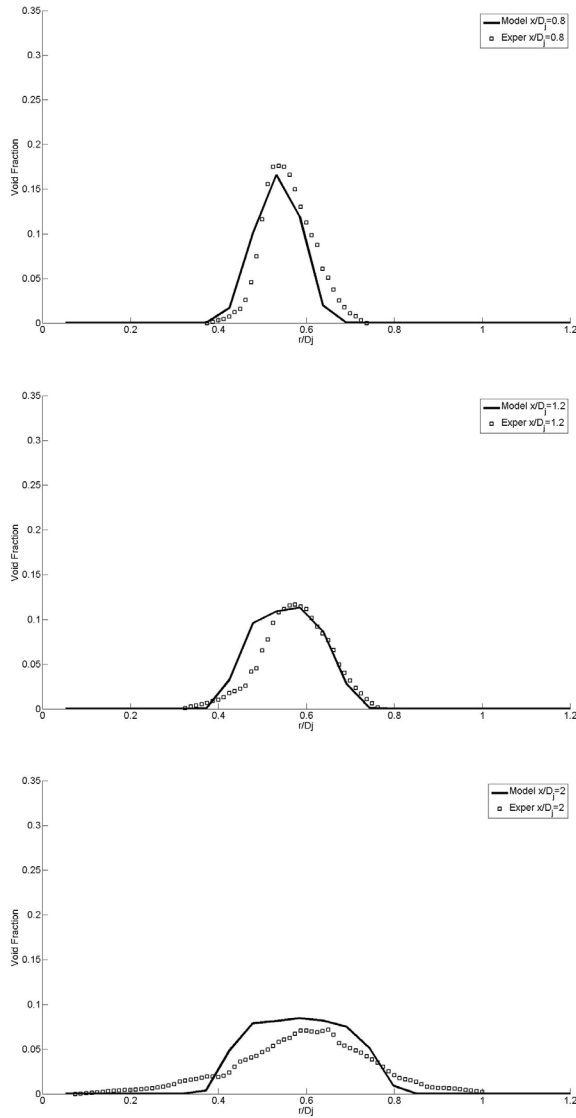 0.35
Model x/Dj=0.8
Exper x/Dj=0.8
0.3
0.25
0.2
Void Fraction
0.15
0.1
0.05
0
0 0.2 0.4 0.6 0.8 1 1.2
r/Dj
0.35
Model x/Dj=1.2
Exper x/Dj=1.2
0.3
0.25
0.2
Void Fraction
0.15
0.1
0.05
0
0 0.2 0.4 0.6 0.8 1 1.2
r/Dj
0.35
Model x/Dj=2
Exper x/Dj=2
0.3
0.25
0.2
Void Fraction
0.15
0.1
0.05
0
0 0.2 0.4 0.6 0.8 1 1.2
r/Dj